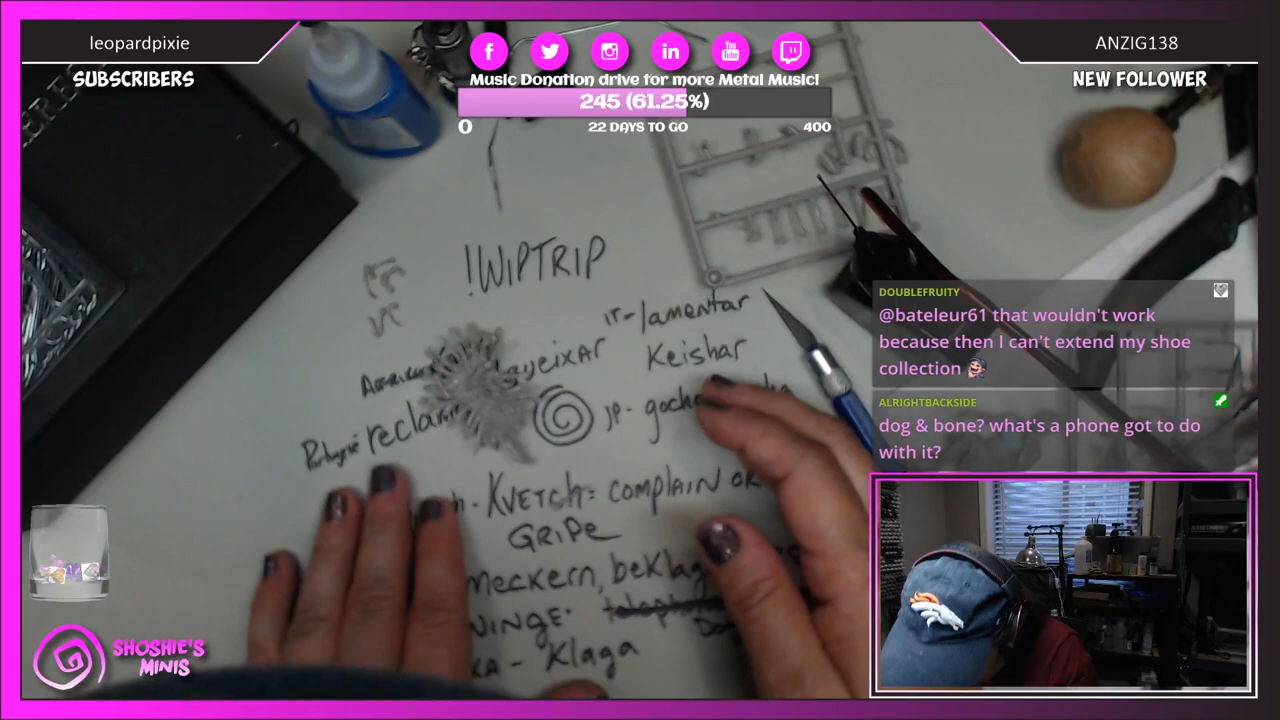 leopardpixie
SUBSCRIBERS
Music Donation drive for more Metal Music!
245 (61.25%)
0
22 DAYS TO GO
400
ANZIG138
NEW FOLLOWER
!WIPTRIP
IT- lamentar
Keishar
JP-
KVETCH = COMPLAIN OR
GRIPE
meckern,
Klaga
DOUBLEFRUITY
@bateleur61 that wouldn't work
because then I can't extend my shoe
collection
ALRIGHTBACKSIDE
dog & bone? what's a phone got to do
with it?
SHOSHIE'S
MINIS